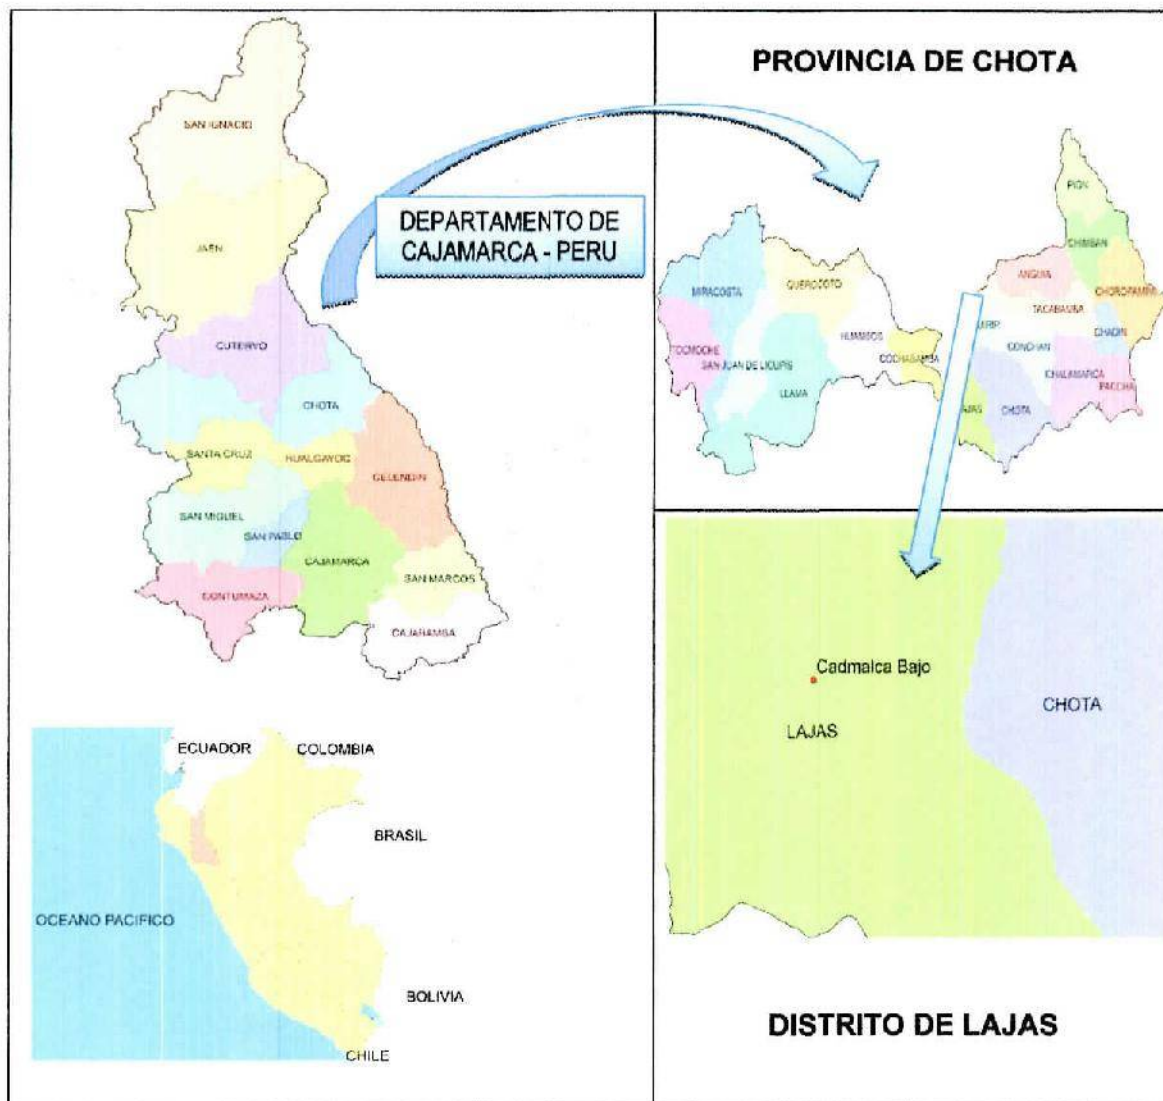 SAN IGNACIO
JAEN
CUTERVO
CHOTA
SANTA CRUZ
HUALGAYOC
CELENDIN
SAN MIGUEL
SAN PABLO
CAJAMARCA
SAN MARCOS
CONTUMAZA
CAJABAMBA
DEPARTAMENTO DE
CAJAMARCA - PERU
ECUADOR
COLOMBIA
BRASIL
OCEANO PACIFICO
BOLIVIA
CHILE
PROVINCIA DE CHOTA
PION
CHIMBAN
ANGUIA
CHOROPAMPA
TACABAMBA
MIRACOSTA
QUEROCOTO
HUAMBOS
CHADIN
CONCHAN
TOCMOCHE
SAN JUAN DE LICUPIS
COCHABAMBA
CHALAMARCA
PACCHA
LLAMA
AJAS
CHOTA
Cadmalca Bajo
LAJAS
CHOTA
DISTRITO DE LAJAS